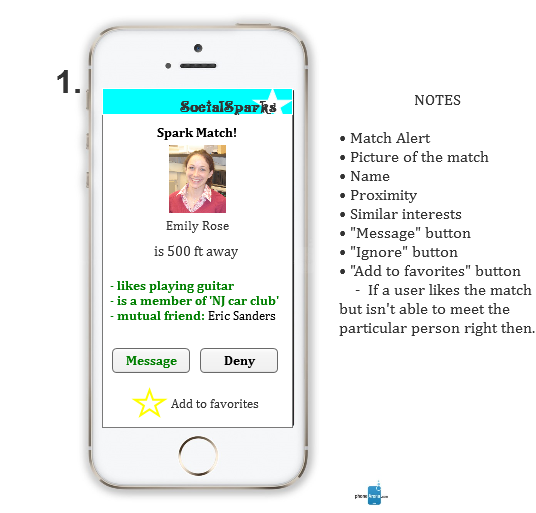 1.
SocialSparks
Spark Match!
Emily Rose
is 500 ft away
- likes playing guitar
- is a member of 'NJ car club'
- mutual friend: Eric Sanders
Message
Deny
Add to favorites
NOTES
• Match Alert
• Picture of the match
• Name
• Proximity
• Similar interests
• "Message" button
• "Ignore" button
• "Add to favorites" button
- If a user likes the match
but isn't able to meet the
particular person right then.
phoneArena.com